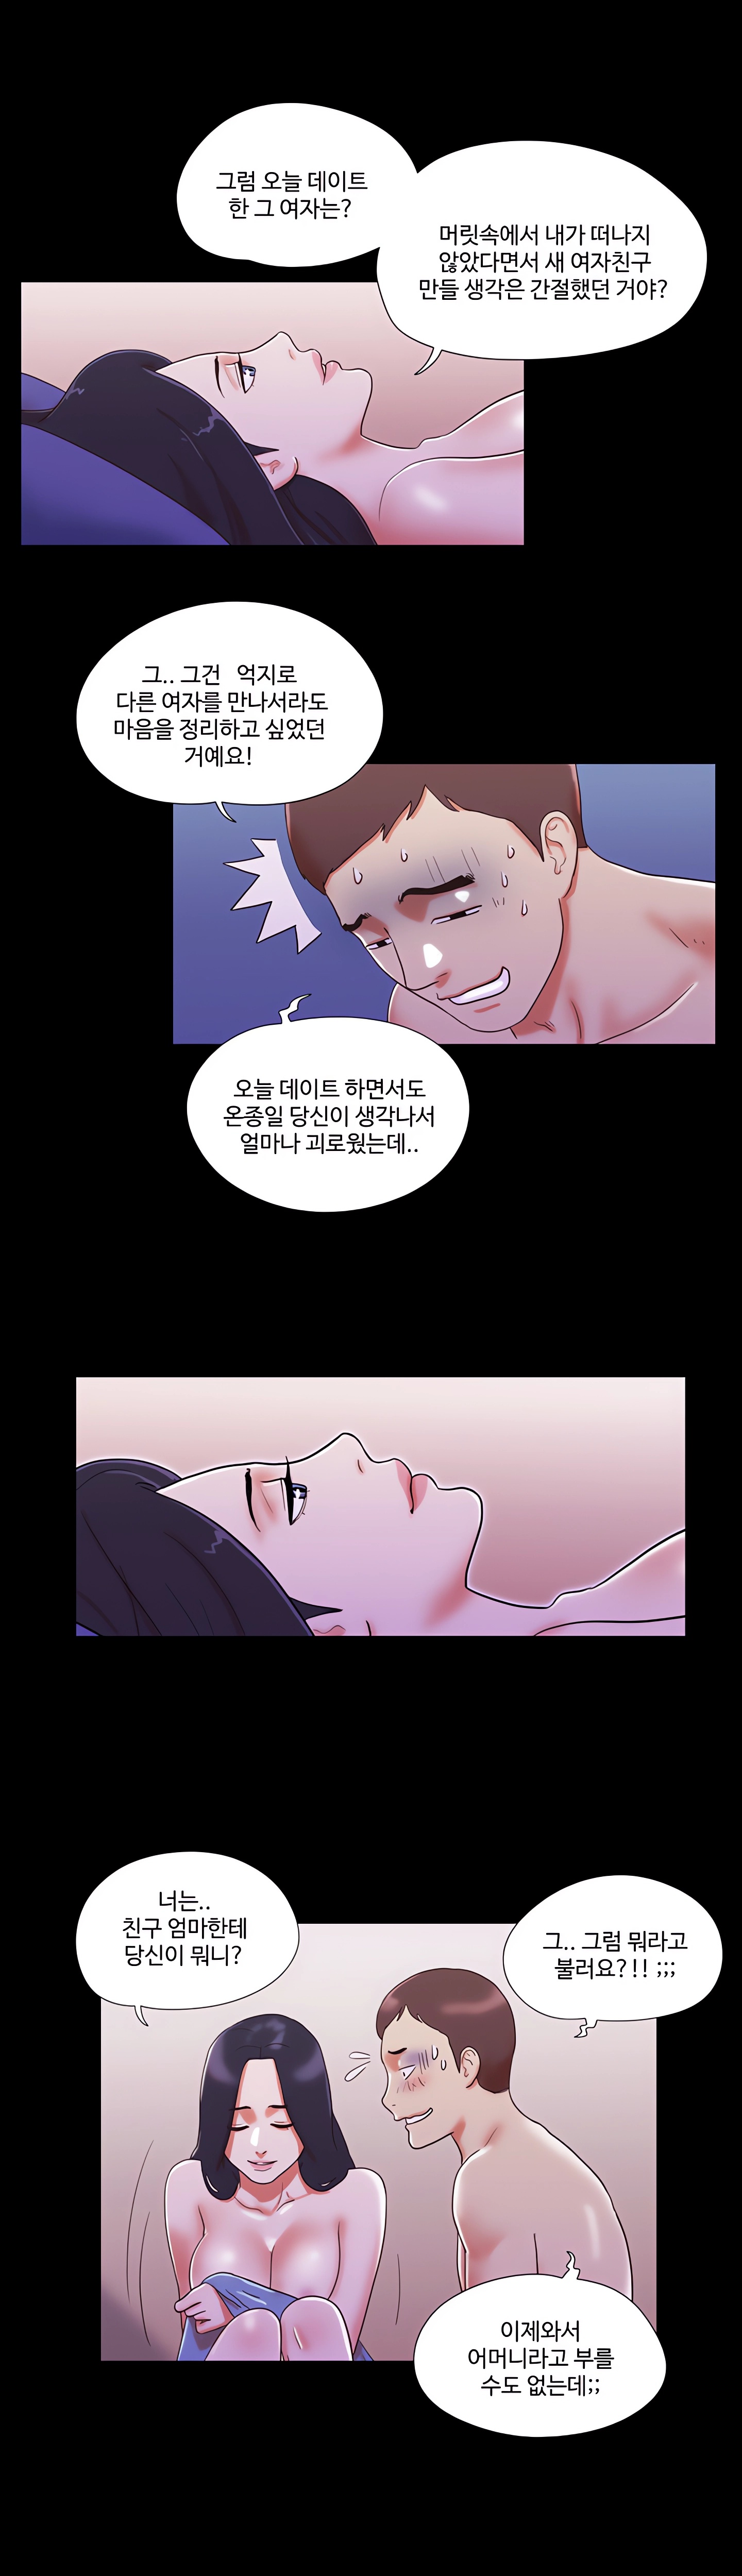 그럼 오늘 데이트
한 그 여자는?
머릿속에서 내가 떠나지
않았다면서 새 여자친구
만들 생각은 간절했던 거야?
그.. 그건 억지로
다른 여자를 만나서라도
마음을 정리하고 싶었던
거예요!
오늘 데이트 하면서도
온종일 당신이 생각나서
얼마나 괴로웠는데..
너는..
친구 엄마한테
당신이 뭐니?
그.. 그럼 뭐라고
불러요?!! ;;;
이제와서
어머니라고 부를
수도 없는데;;